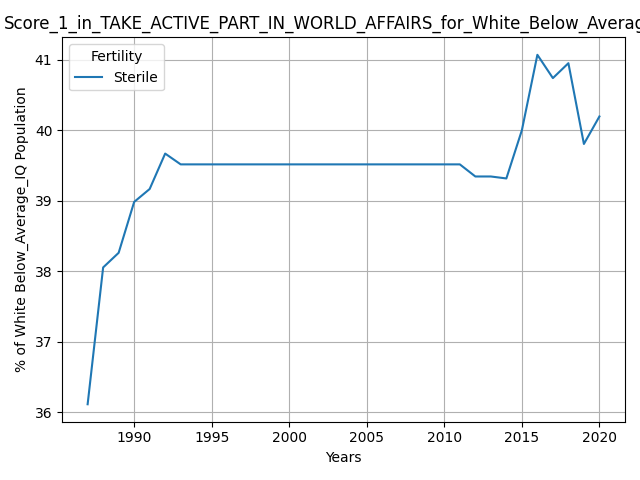 Score_1_in_TAKE_ACTIVE_PART_IN_WORLD_AFFAIRS_for_White_Below_Averag
Fertility
Sterile
% of White Below_Average_IQ Population
41
40
39
38
37
36
1990 1995 2000 2005 2010 2015 2020
Years